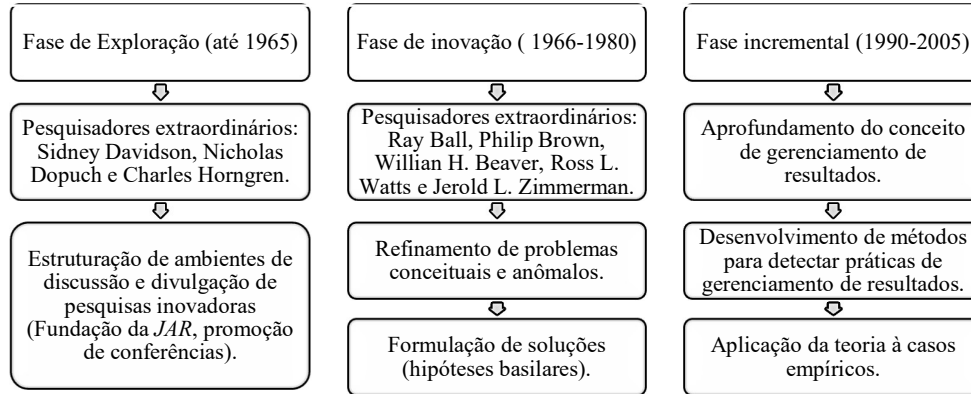 Fase de Exploração (até 1965)
Pesquisadores extraordinários:
Sidney Davidson, Nicholas
Dopuch e Charles Horngren.
Estruturação de ambientes de
discussão e divulgação de
pesquisas inovadoras
(Fundação da JAR, promoção
de conferências).
Fase de inovação ( 1966-1980)
Pesquisadores extraordinários:
Ray Ball, Philip Brown,
Willian H. Beaver, Ross L.
Watts e Jerold L. Zimmerman.
Refinamento de problemas
conceituais e anômalos.
Formulação de soluções
(hipóteses basilares).
Fase incremental (1990-2005)
Aprofundamento do conceito
de gerenciamento de
resultados.
Desenvolvimento de métodos
para detectar práticas de
gerenciamento de resultados.
Aplicação da teoria à casos
empíricos.